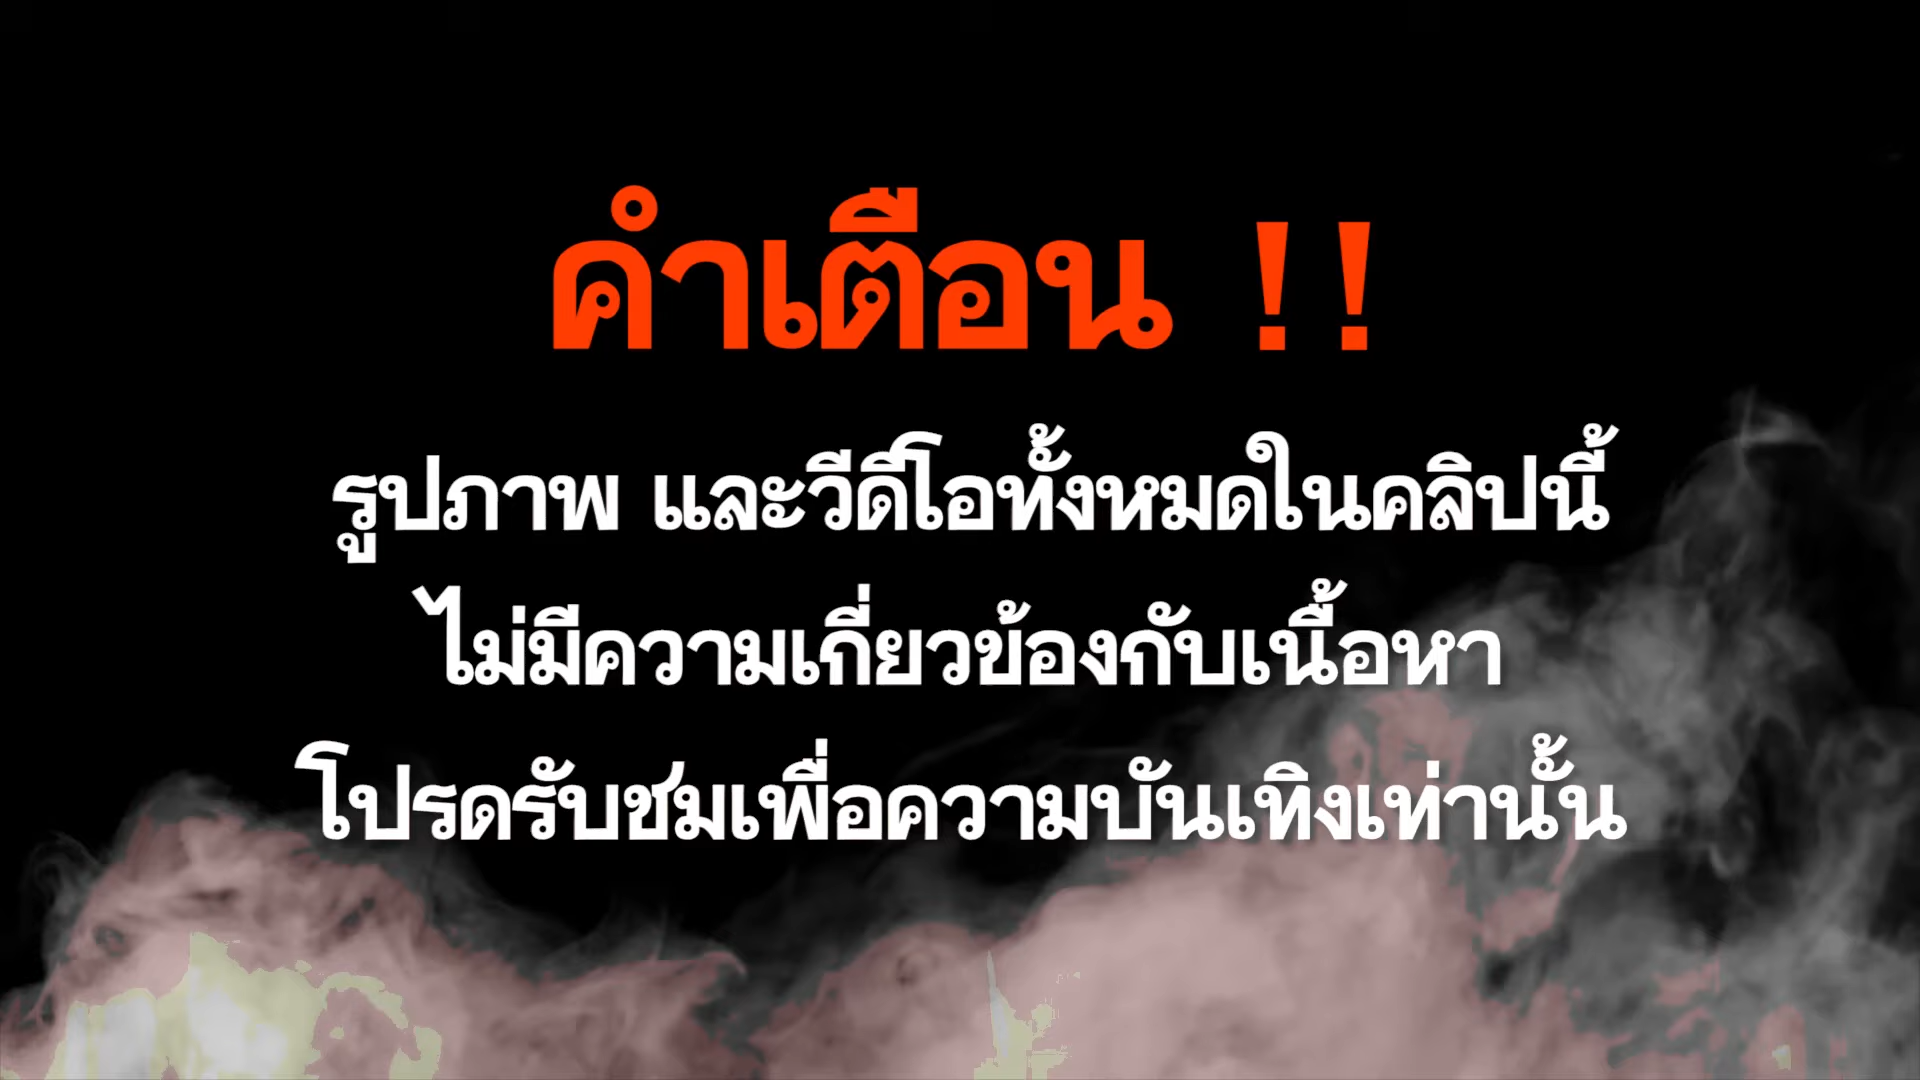 คำเตือน !!
รูปภาพ และวีดีโอทั้งหมดในคลิปนี้
ไม่มีความเกี่ยวข้องกับเนื้อหา
โปรดรับชมเพื่อความบันเทิงเท่านั้น